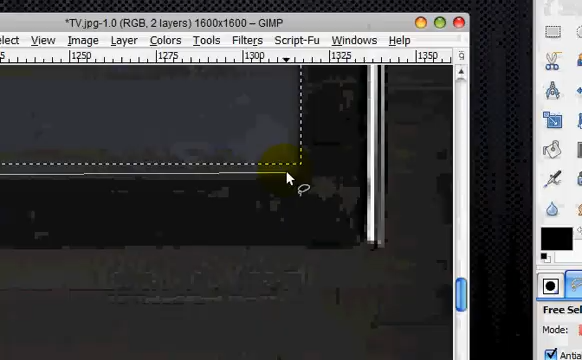 *TV.jpg-1.0 (RGB, 2 layers) 1600x1600 – GIMP
elect View Image Layer Colors Tools Filters Script-Fu Windows Help
1250 1275 1300 1325 1350
Free Sel
Mode:
Antia